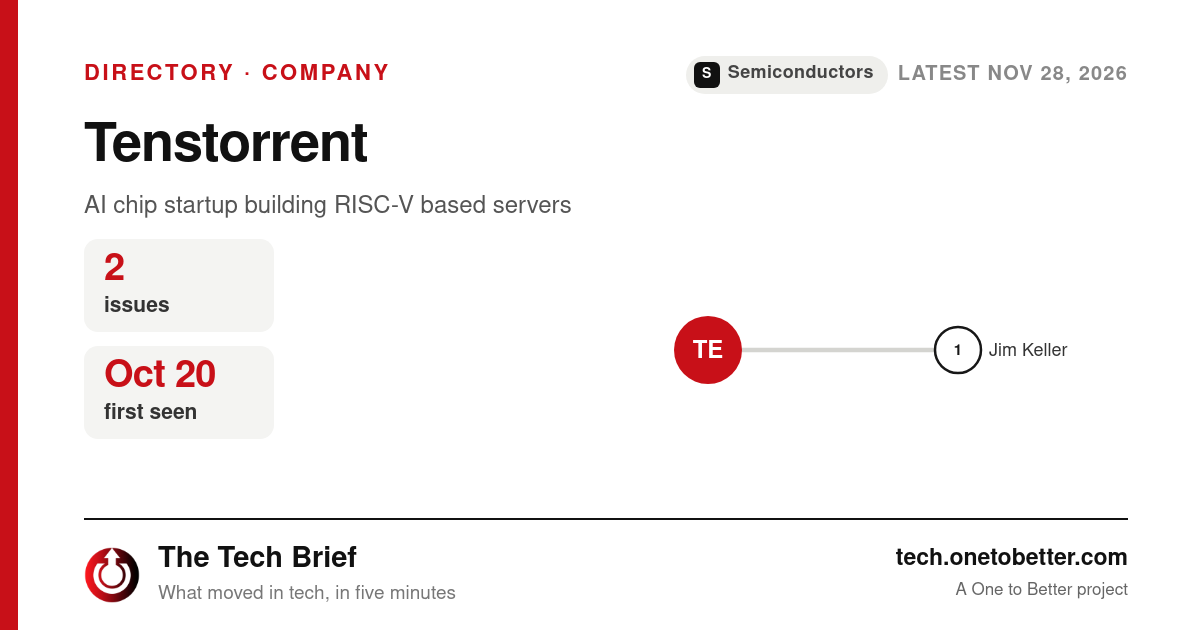 DIRECTORY · COMPANY
S Semiconductors LATEST NOV 28, 2026
Tenstorrent
AI chip startup building RISC-V based servers
2
issues
Oct 20
first seen
TE
1 Jim Keller
The Tech Brief
What moved in tech, in five minutes
tech.onetobetter.com
A One to Better project